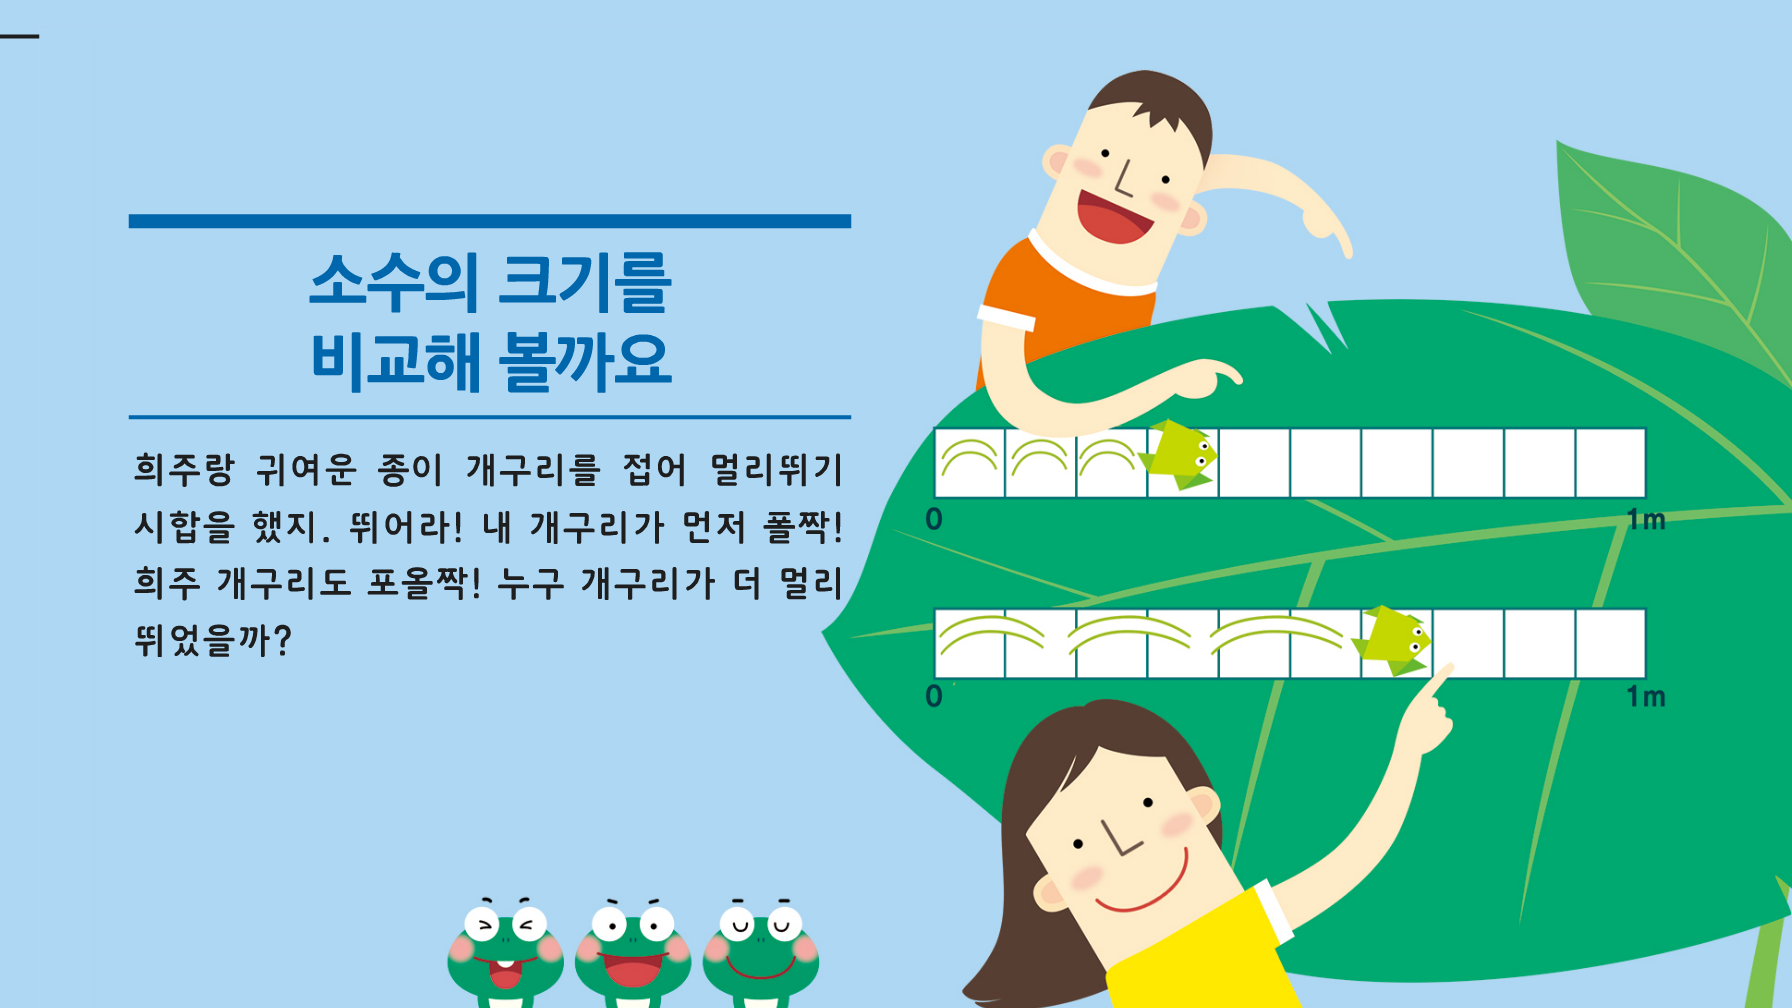 소수의 크기를
비교해 볼까요
희주랑 귀여운 종이 개구리를 접어 멀리뛰기
시합을 했지. 뛰어라! 내 개구리가 먼저 폴짝!
희주 개구리도 포올짝! 누구 개구리가 더 멀리
뛰었을까?
0 1m
0 1m